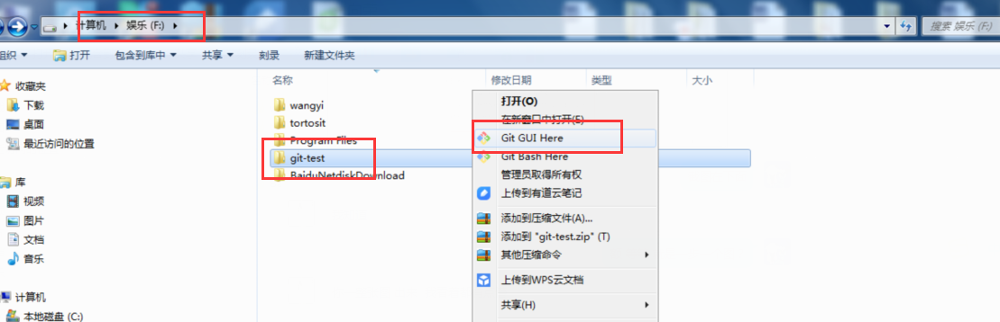 计算机 ▸ 娱乐 (F:) ▸
搜索 娱乐 (F:)
组织 打开 包含到库中 共享 刻录 新建文件夹
名称 修改日期 类型 大小
收藏夹
下载
桌面
最近访问的位置
库
视频
图片
文档
音乐
计算机
本地磁盘 (C:)
wangyi
tortosit
Program Files
git-test
BaiduNetdiskDownload
打开(O)
在新窗口中打开(E)
Git GUI Here
Git Bash Here
管理员取得所有权
上传到有道云笔记
添加到压缩文件(A)...
添加到 "git-test.zip" (T)
其他压缩命令
上传到WPS云文档
共享(H)